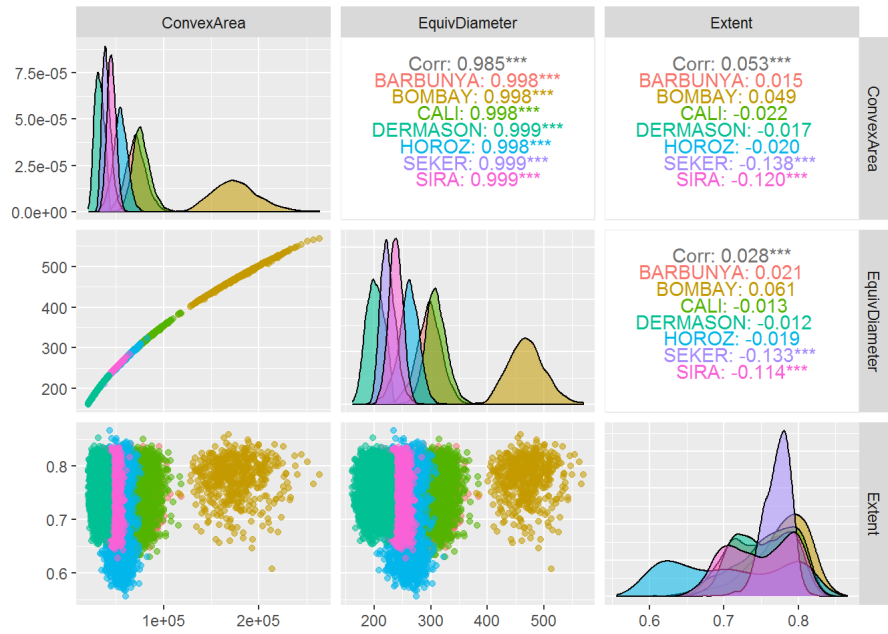 ConvexArea
EquivDiameter
Extent
7.5e-05
5.0e-05
2.5e-05
0.0e+00
Corr: 0.985***
BARBUNYA: 0.998***
BOMBAY: 0.998***
CALI: 0.998***
DERMASON: 0.999***
HOROZ: 0.998***
SEKER: 0.999***
SIRA: 0.999***
Corr: 0.053***
BARBUNYA: 0.015
BOMBAY: 0.049
CALI: -0.022
DERMASON: -0.017
HOROZ: -0.020
SEKER: -0.138***
SIRA: -0.120***
ConvexArea
500
400
300
200
Corr: 0.028***
BARBUNYA: 0.021
BOMBAY: 0.061
CALI: -0.013
DERMASON: -0.012
HOROZ: -0.019
SEKER: -0.133***
SIRA: -0.114***
EquivDiameter
0.8
0.7
0.6
Extent
1e+05
2e+05
200
300
400
500
0.6
0.7
0.8